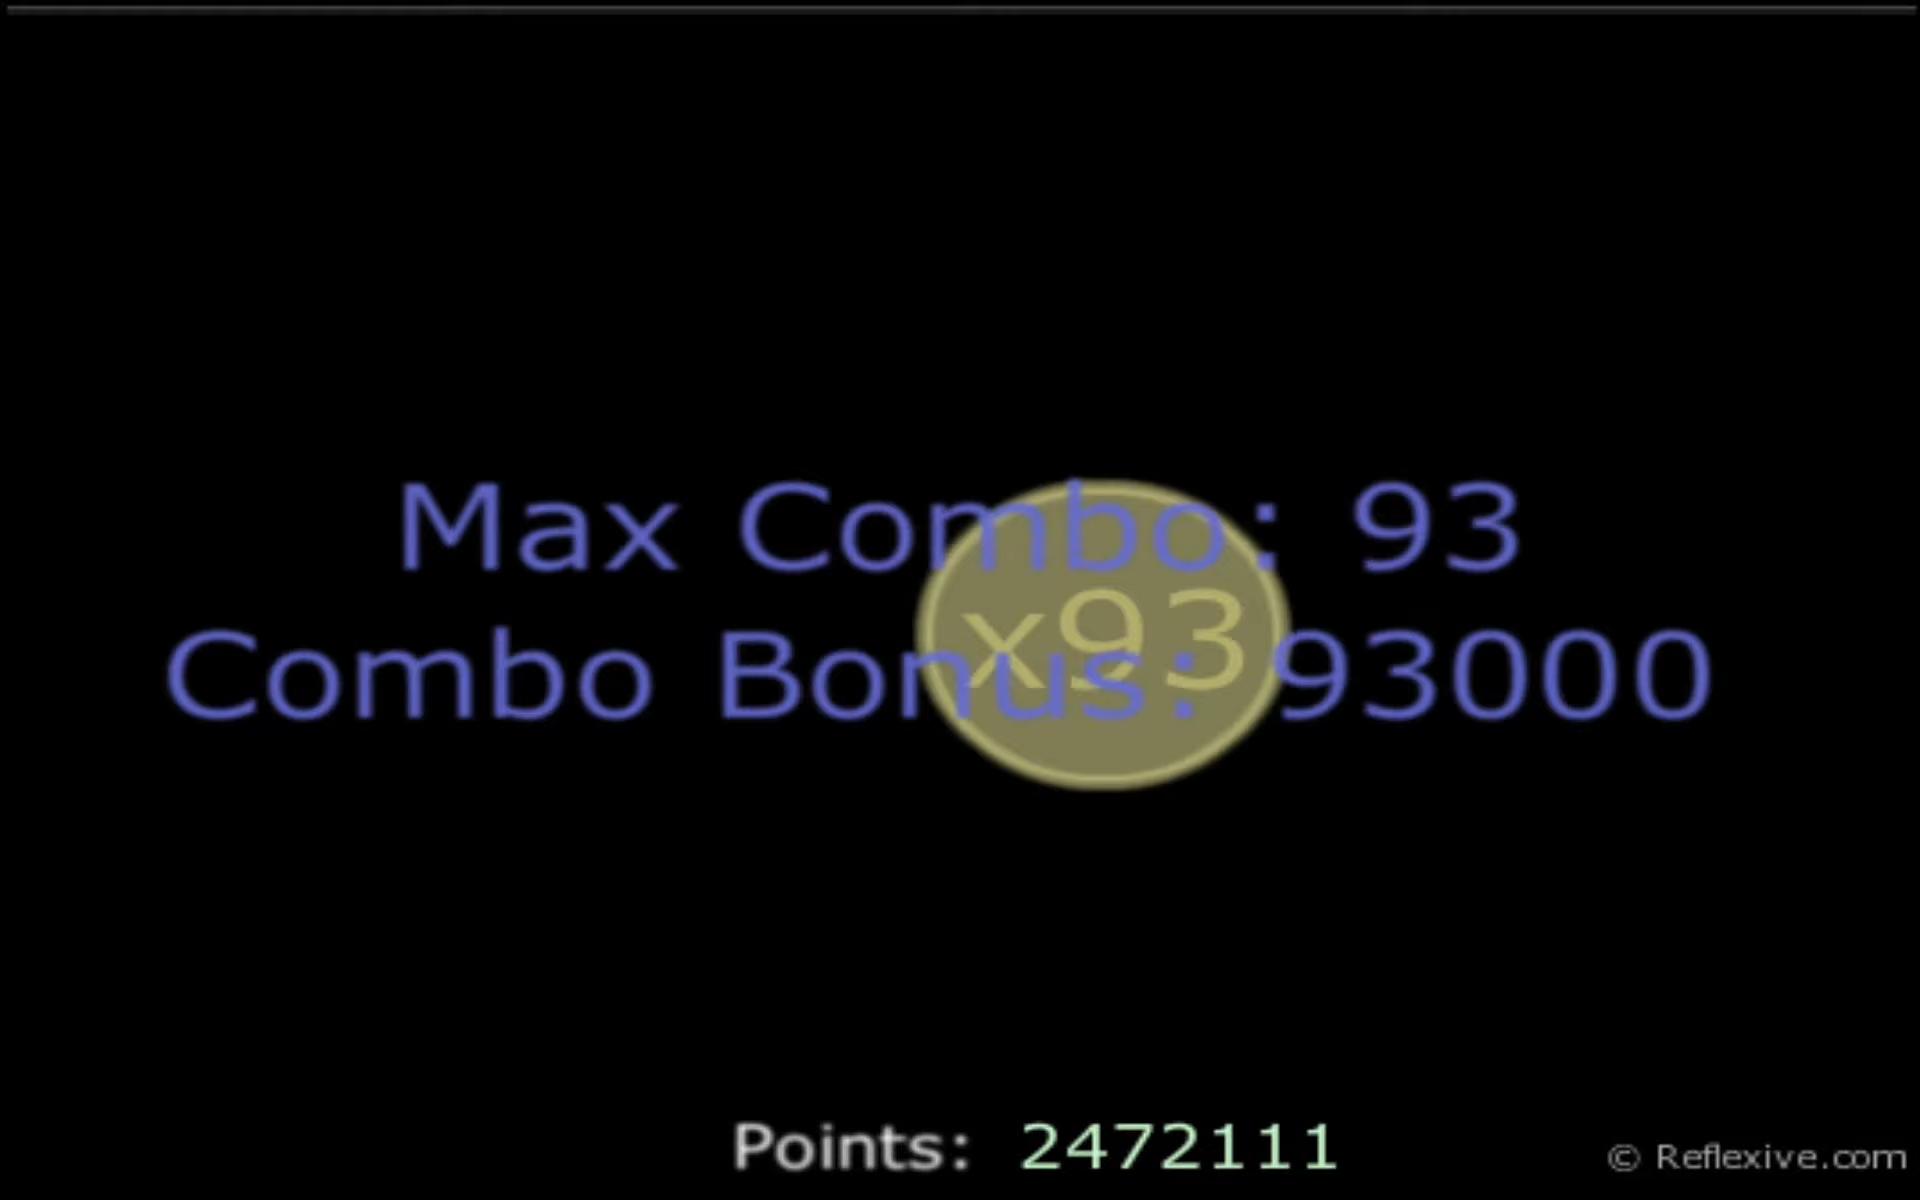 Max Combo: 93
x93
Combo Bonus: 93000
Points: 2472111
© Reflexive.com